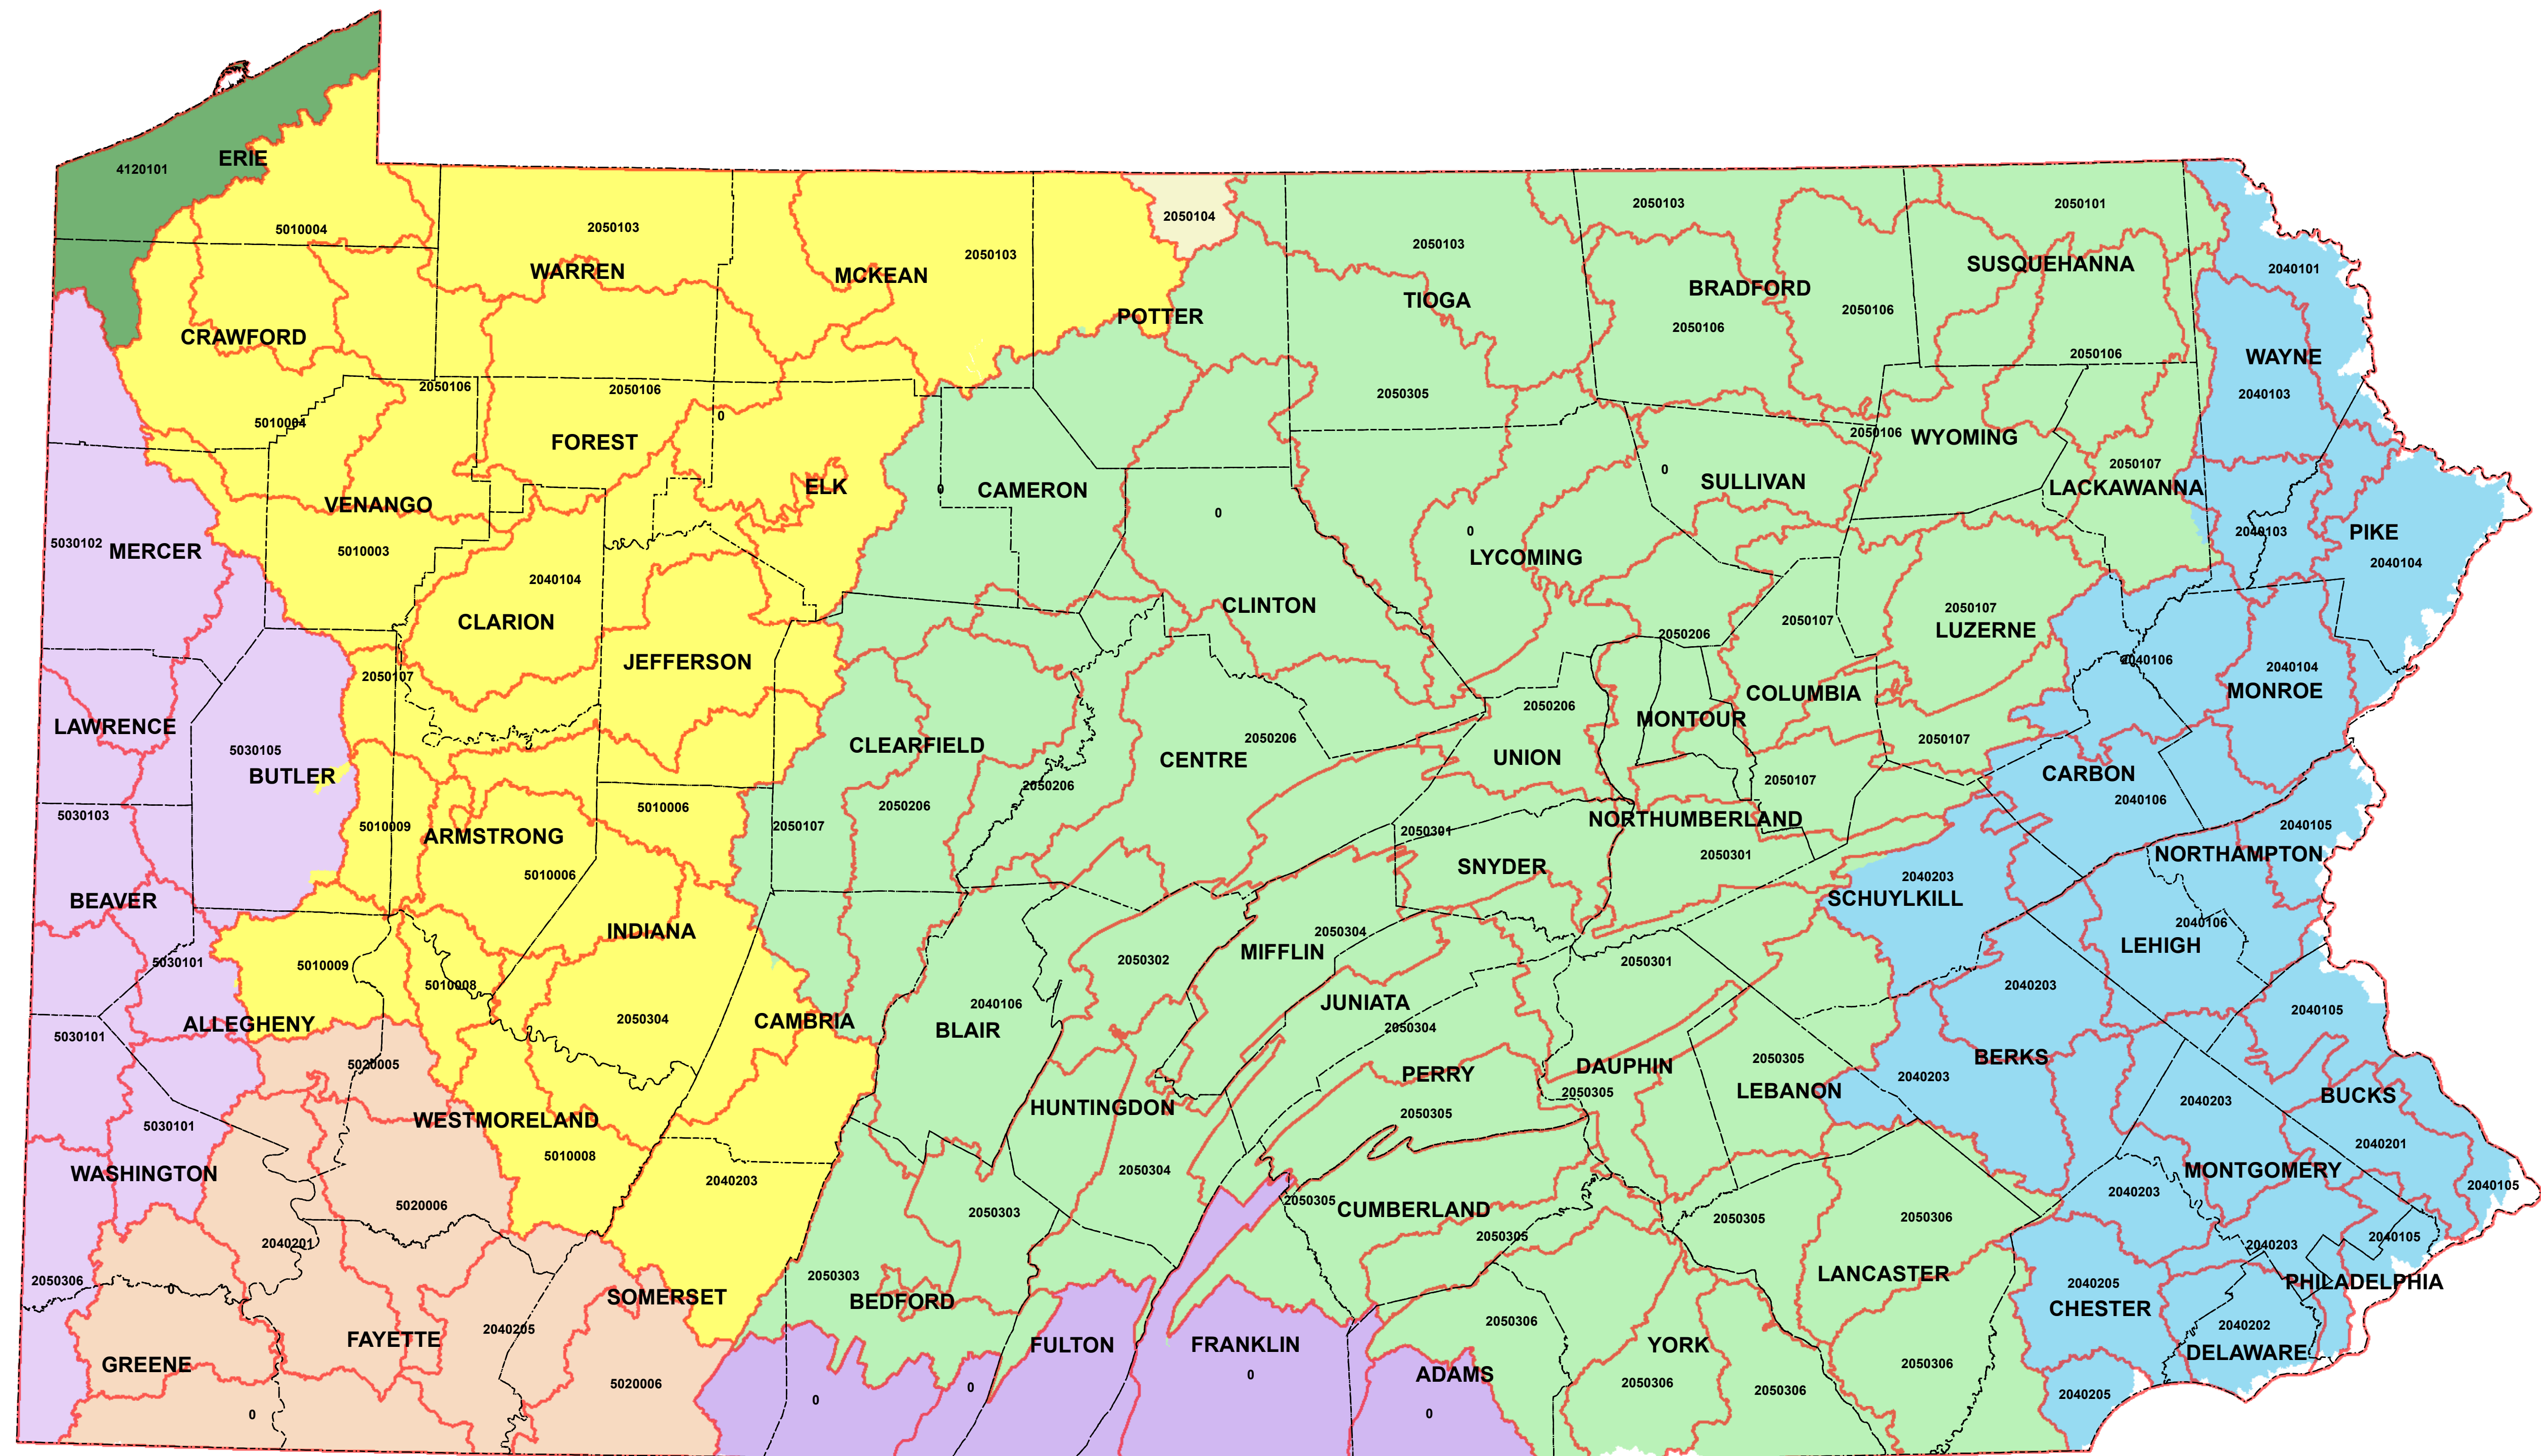 4120101
ERIE
2050103
2050101
2050104
5010004
2050103
2050103
2050103
WARREN
MCKEAN
SUSQUEHANNA
2040101
POTTER
TIOGA
BRADFORD
2050106
2050106
CRAWFORD
2050106
WAYNE
2050106
2050106
2050305
2040103
5010004
0
FOREST
2050106
WYOMING
VENANGO
ELK
0
CAMERON
0
SULLIVAN
2050107
LACKAWANNA
5030102
MERCER
5010003
0
0
LYCOMING
2040103
PIKE
2040104
2040104
CLARION
CLINTON
2050107
2050107
LUZERNE
2050107
JEFFERSON
2050206
2040106
2040104
MONROE
LAWRENCE
2050206
COLUMBIA
MONTOUR
5030105
BUTLER
CLEARFIELD
2050206
CENTRE
UNION
2050107
2050107
CARBON
5030103
5010006
2050206
2050206
2040106
5010009
ARMSTRONG
2050107
2050301
NORTHUMBERLAND
2040105
NORTHAMPTON
BEAVER
5010006
SNYDER
2050301
2040203
SCHUYLKILL
INDIANA
2050304
2040106
LEHIGH
5030101
5010009
5010008
2050302
MIFFLIN
2050301
2040203
5030101
ALLEGHENY
2050304
CAMBRIA
2040106
BLAIR
JUNIATA
2050304
2040105
5020005
PERRY
DAUPHIN
2050305
LEBANON
BERKS
2040203
5030101
WESTMORELAND
HUNTINGDON
2050305
2050305
2040203
BUCKS
WASHINGTON
5010008
2040203
2050304
2040201
MONTGOMERY
2040203
2040105
5020006
2050303
2050305
CUMBERLAND
2050305
2050305
2050306
2040201
2040203
2040105
2050306
0
SOMERSET
2050303
BEDFORD
LANCASTER
2040205
CHESTER
PHILADELPHIA
GREENE
FAYETTE
2040205
FULTON
FRANKLIN
2050306
YORK
2040202
DELAWARE
5020006
0
0
0
ADAMS
2050306
2050306
2050306
2040205
0
0